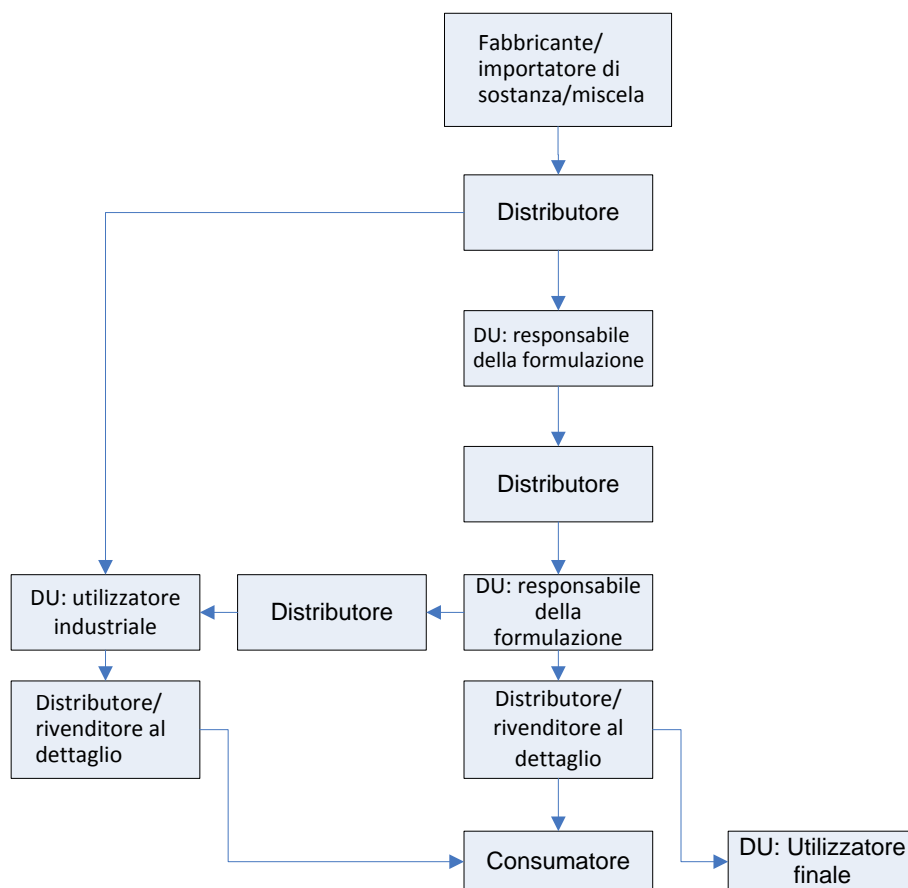 Fabbricante/
importatore di
sostanza/miscela
Distributore
DU: responsabile
della formulazione
Distributore
DU: utilizzatore
industriale
Distributore
DU: responsabile
della
formulazione
Distributore/
rivenditore al
dettaglio
Distributore/
rivenditore al
dettaglio
Consumatore
DU: Utilizzatore
finale